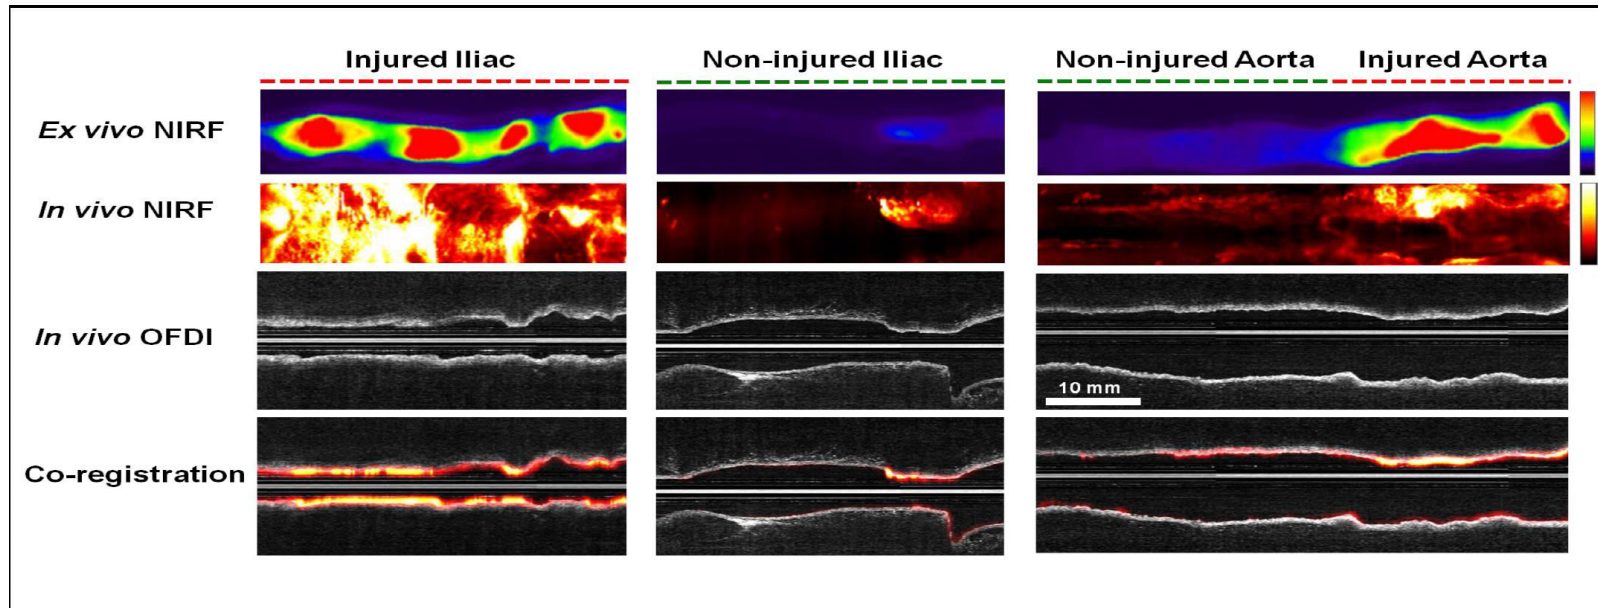 Injured Iliac
Non-injured Iliac
Non-injured Aorta
Injured Aorta
Ex vivo NIRF
In vivo NIRF
In vivo OFDI
10 mm
Co-registration